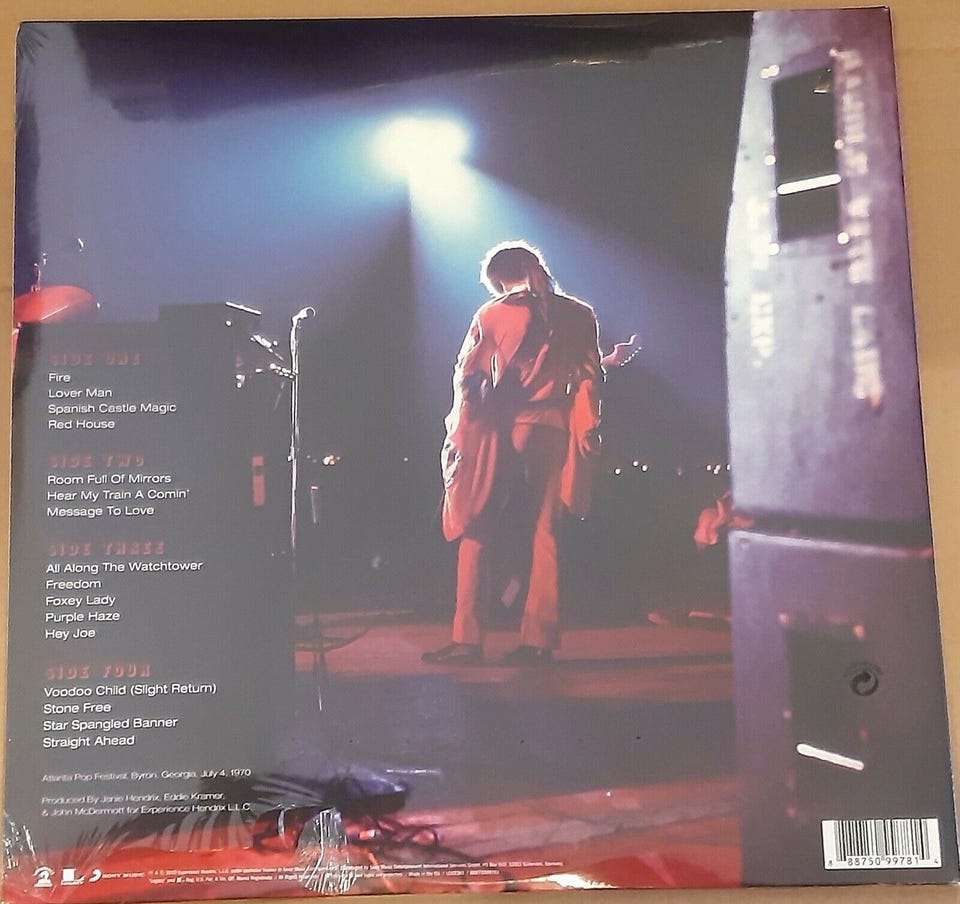 SIDE ONE
Fire
Lover Man
Spanish Castle Magic
Red House
SIDE TWO
Room Full Of Mirrors
Hear My Train A Comin'
Message To Love
SIDE THREE
All Along The Watchtower
Freedom
Foxey Lady
Purple Haze
Hey Joe
SIDE FOUR
Voodoo Child (Slight Return)
Stone Free
Star Spangled Banner
Straight Ahead
Atlanta Pop Festival, Byron, Georgia, July 4, 1970
Produced By Janie Hendrix, Eddie Kramer,
& John McDermott for Experience Hendrix L.L.C.
SONY MUSIC
8 88750 99781 4
EXP.